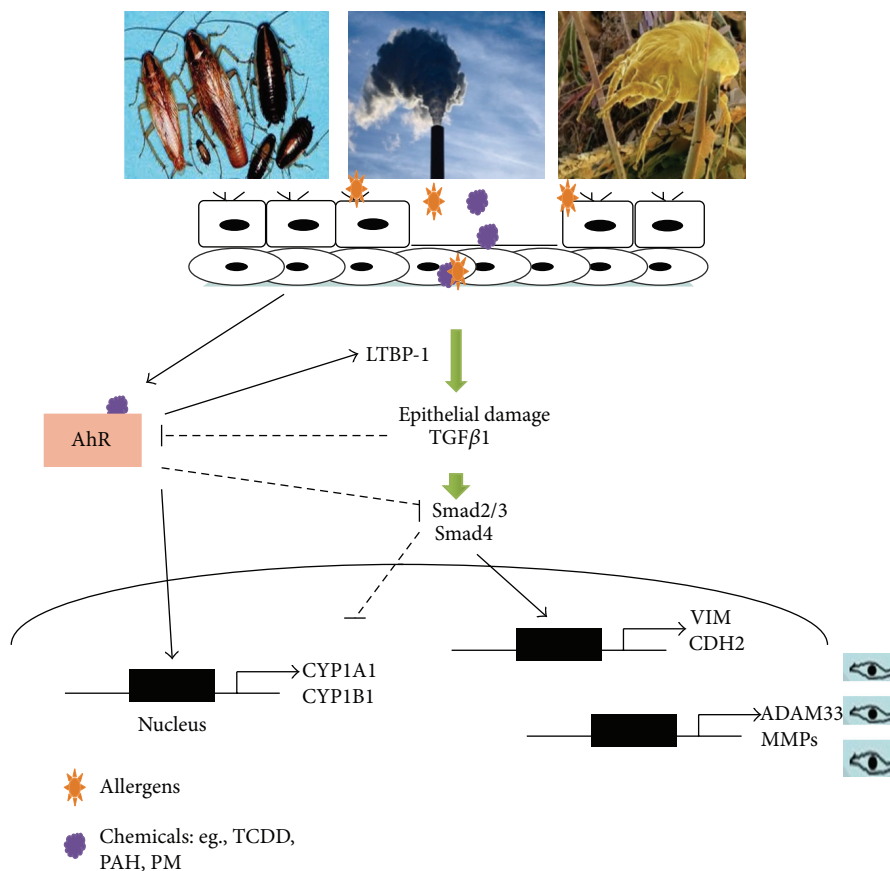 LTBP-1
Epithelial damage
TGFβ1
AhR
Smad2/3
Smad4
VIM
CDH2
CYP1A1
CYP1B1
Nucleus
ADAM33
MMPs
Allergens
Chemicals: eg., TCDD,
PAH, PM